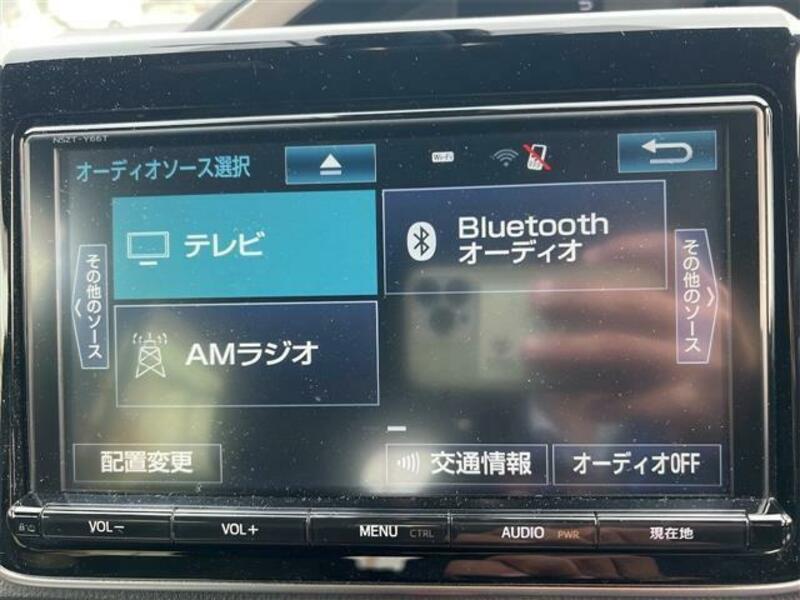 NSZT-Y66T
オーディオソース選択
Wi-Fi
テレビ
Bluetooth
オーディオ
その他のソース
その他のソース
AMラジオ
配置変更
交通情報
オーディオOFF
VOL−
VOL+
MENU CTRL
AUDIO PWR
現在地